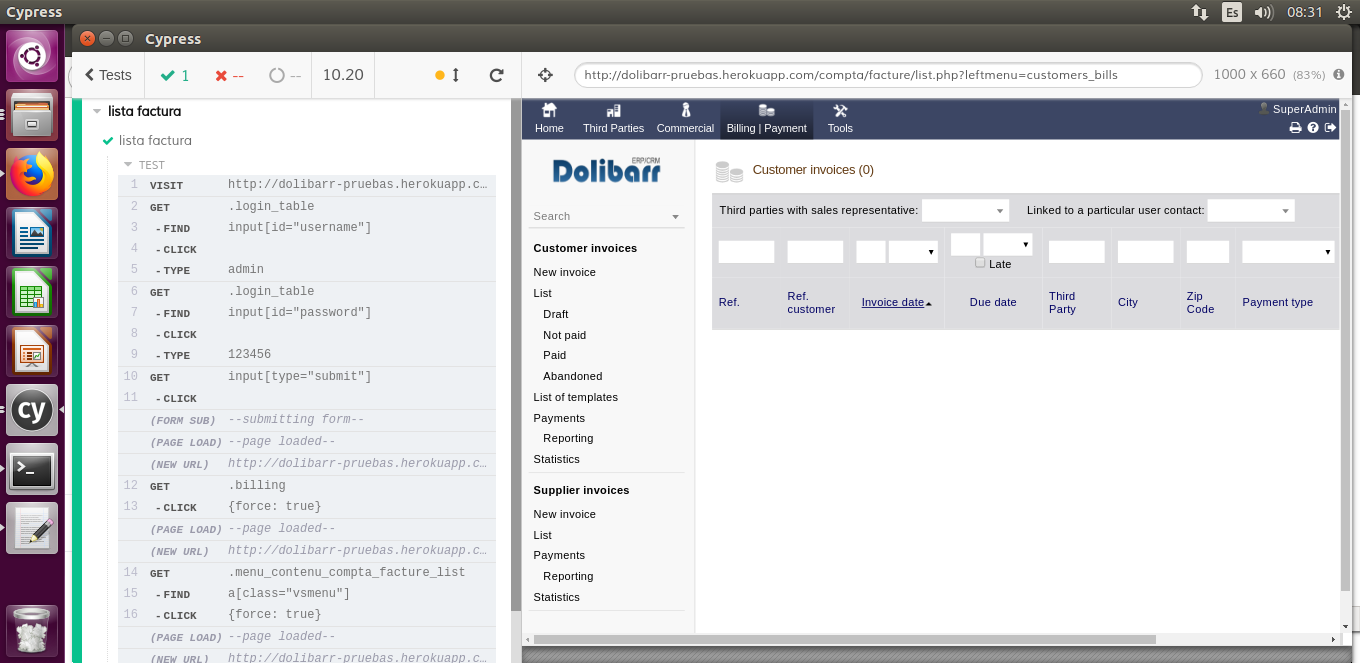 Cypress
Es
08:31
Cypress
Tests
1
--
--
10.20
http://dolibarr-pruebas.herokuapp.com/compta/facture/list.php?leftmenu=customers_bills
1000 x 660 (83%)
lista factura
lista factura
TEST
1 VISIT http://dolibarr-pruebas.herokuapp.c…
2 GET .login_table
3 - FIND input[id="username"]
4 - CLICK
5 - TYPE admin
6 GET .login_table
7 - FIND input[id="password"]
8 - CLICK
9 - TYPE 123456
10 GET input[type="submit"]
11 - CLICK
(FORM SUB) --submitting form--
(PAGE LOAD) --page loaded--
(NEW URL) http://dolibarr-pruebas.herokuapp.c…
12 GET .billing
13 - CLICK {force: true}
(PAGE LOAD) --page loaded--
(NEW URL) http://dolibarr-pruebas.herokuapp.c…
14 GET .menu_contenu_compta_facture_list
15 - FIND a[class="vsmenu"]
16 - CLICK {force: true}
(PAGE LOAD) --page loaded--
(NEW URL) http://dolibarr-pruebas.herokuapp.c…
cy
Home
Third Parties
Commercial
Billing | Payment
Tools
SuperAdmin
Dolibarr ERP/CRM
Search
Customer invoices
New invoice
List
Draft
Not paid
Paid
Abandoned
List of templates
Payments
Reporting
Statistics
Supplier invoices
New invoice
List
Payments
Reporting
Statistics
Customer invoices (0)
Third parties with sales representative:
Linked to a particular user contact:
Late
Ref.
Ref. customer
Invoice date
Due date
Third Party
City
Zip Code
Payment type